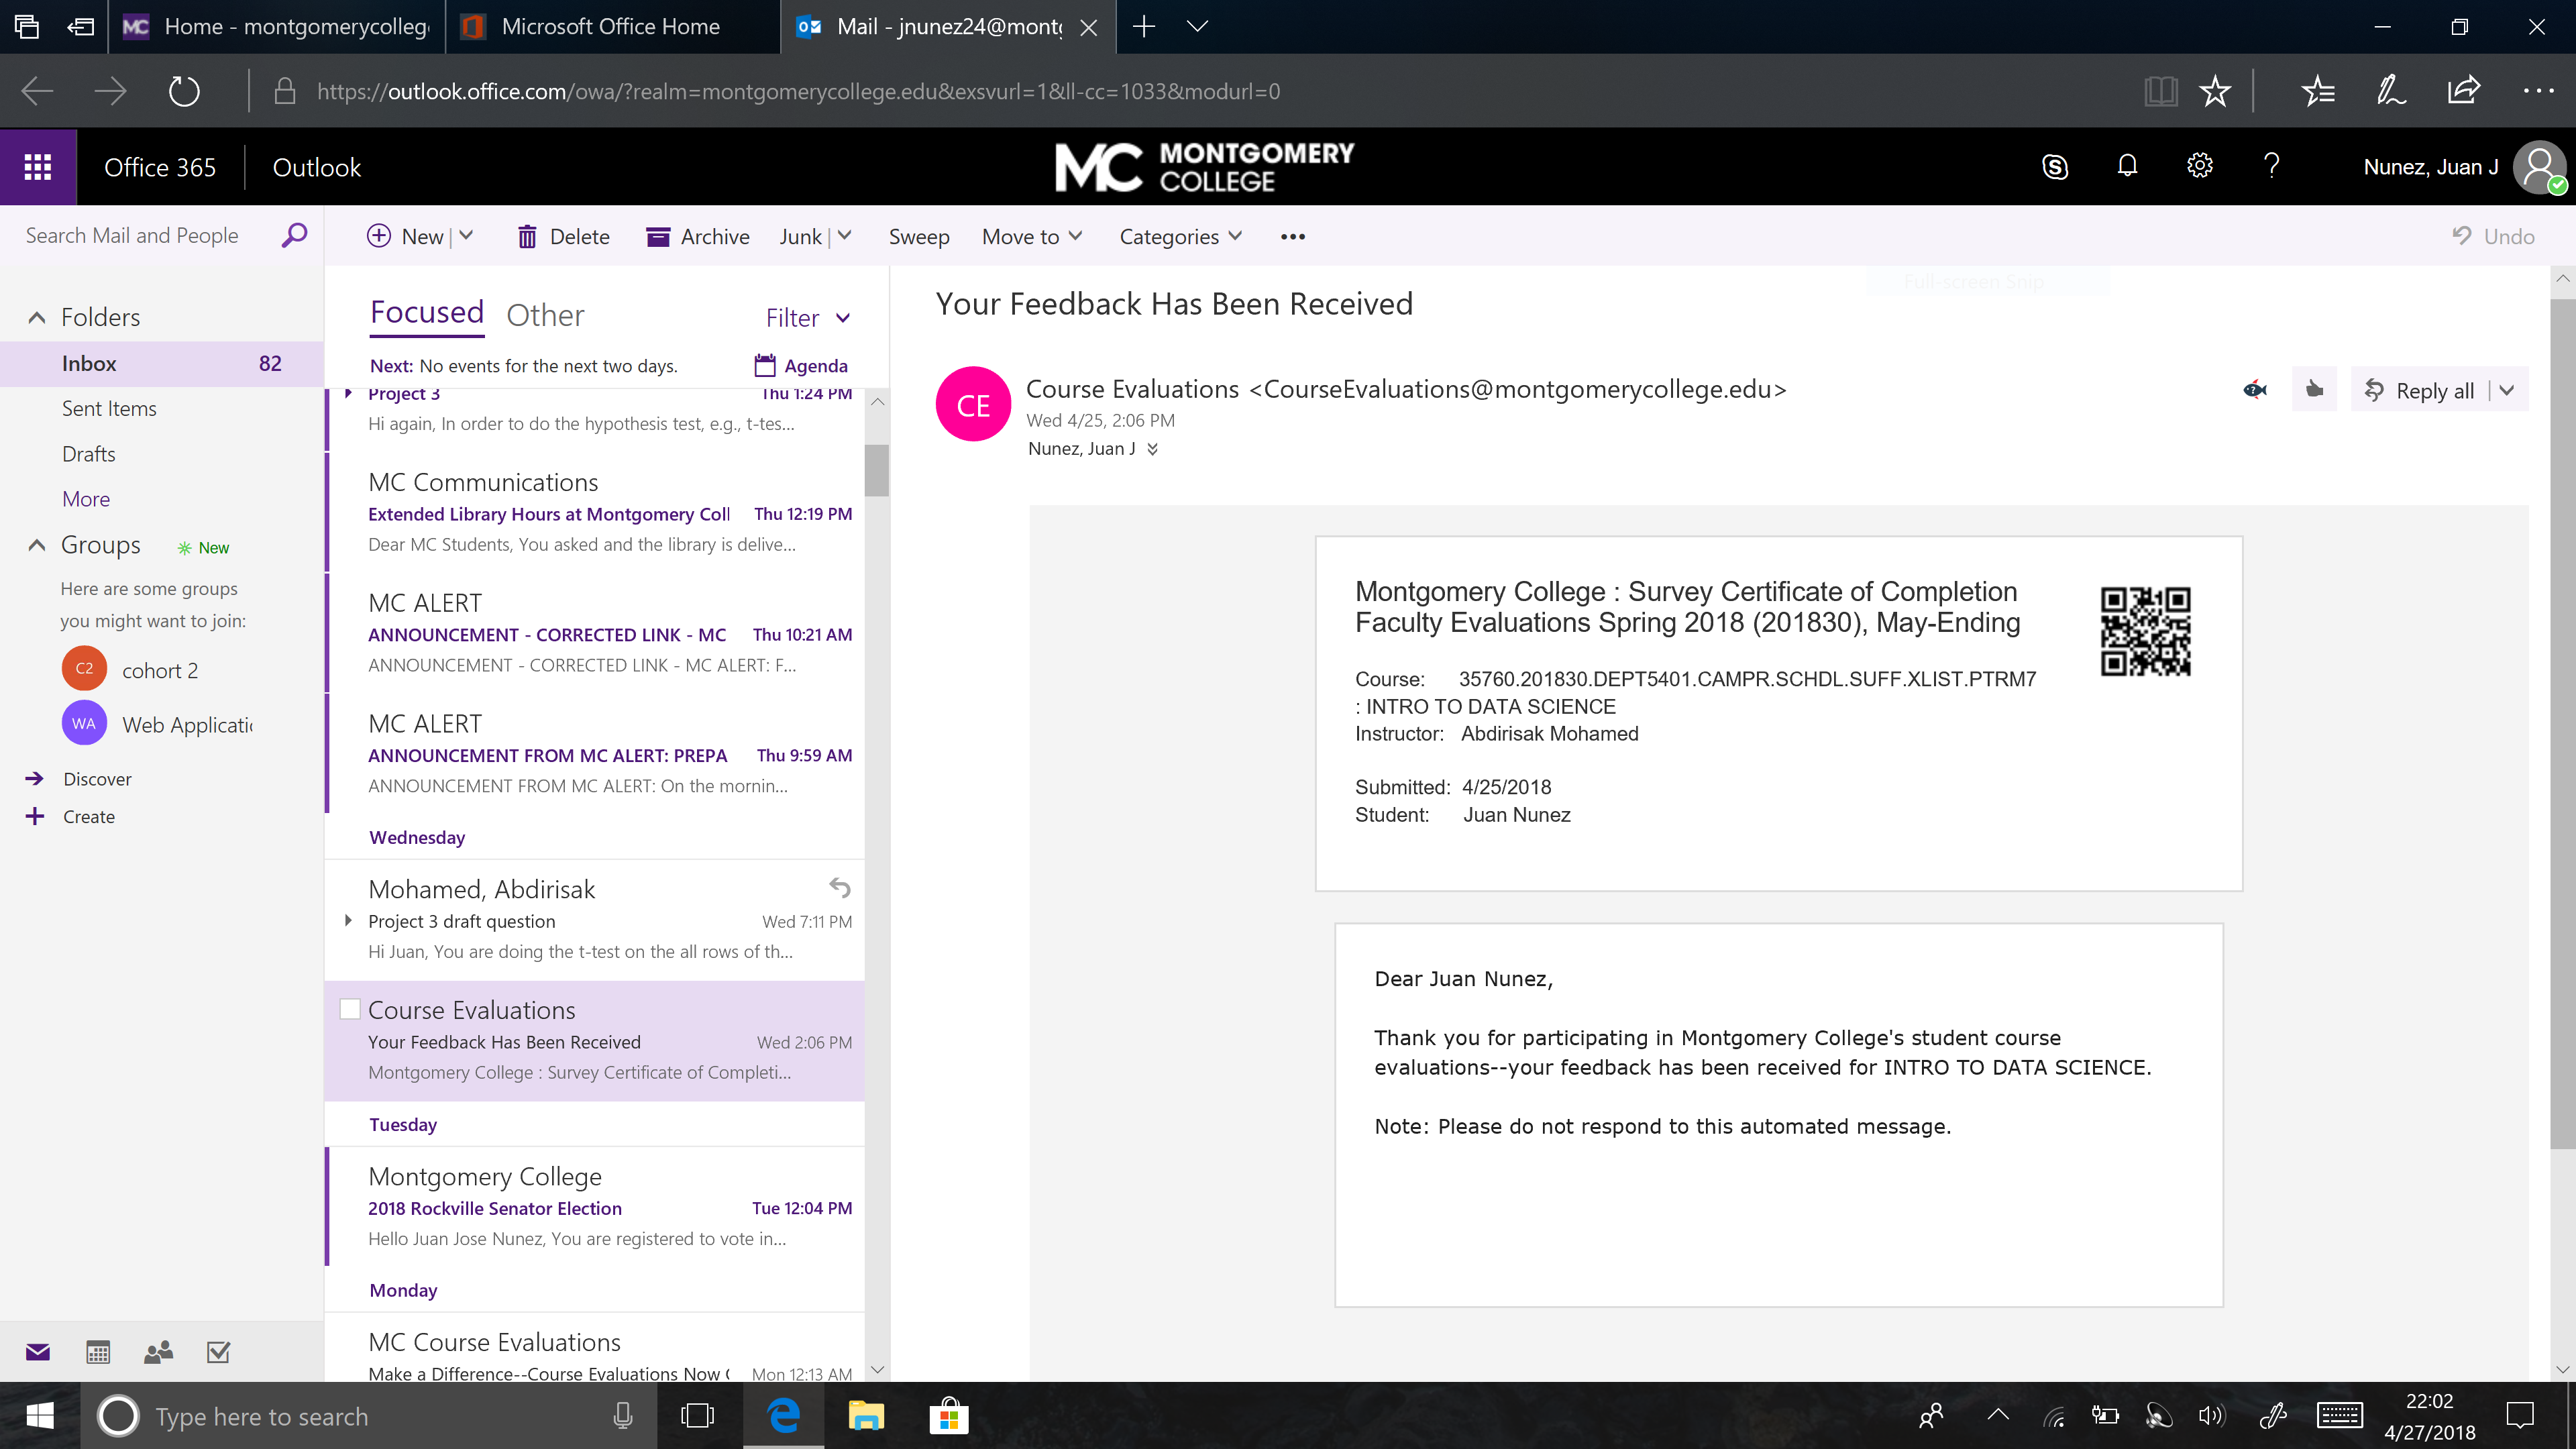 Home - montgomerycolleg
Microsoft Office Home
Mail - jnunez24@mont
https://outlook.office.com/owa/?realm=montgomerycollege.edu&exsvurl=1&ll-cc=1033&modurl=0
Office 365
Outlook
MC MONTGOMERY
COLLEGE
Nunez, Juan J
Search Mail and People
New
Delete
Archive
Junk
Sweep
Move to
Categories
Undo
Full-screen Snip
Folders
Inbox 82
Sent Items
Drafts
More
Groups New
Here are some groups
you might want to join:
C2 cohort 2
WA Web Applicati
Discover
Create
Focused Other Filter
Next: No events for the next two days. Agenda
Project 3 Thu 1:24 PM
Hi again, In order to do the hypothesis test, e.g., t-tes...
MC Communications
Extended Library Hours at Montgomery Coll Thu 12:19 PM
Dear MC Students, You asked and the library is delive...
MC ALERT
ANNOUNCEMENT - CORRECTED LINK - MC Thu 10:21 AM
ANNOUNCEMENT - CORRECTED LINK - MC ALERT: F...
MC ALERT
ANNOUNCEMENT FROM MC ALERT: PREPA Thu 9:59 AM
ANNOUNCEMENT FROM MC ALERT: On the mornin...
Wednesday
Mohamed, Abdirisak
Project 3 draft question Wed 7:11 PM
Hi Juan, You are doing the t-test on the all rows of th...
Course Evaluations
Your Feedback Has Been Received Wed 2:06 PM
Montgomery College : Survey Certificate of Completi...
Tuesday
Montgomery College
2018 Rockville Senator Election Tue 12:04 PM
Hello Juan Jose Nunez, You are registered to vote in...
Monday
MC Course Evaluations
Make a Difference--Course Evaluations Now Mon 12:13 AM
Your Feedback Has Been Received
CE
Course Evaluations <CourseEvaluations@montgomerycollege.edu>
Wed 4/25, 2:06 PM
Nunez, Juan J
Reply all
Montgomery College : Survey Certificate of Completion
Faculty Evaluations Spring 2018 (201830), May-Ending
Course: 35760.201830.DEPT5401.CAMPR.SCHDL.SUFF.XLIST.PTRM7
: INTRO TO DATA SCIENCE
Instructor: Abdirisak Mohamed
Submitted: 4/25/2018
Student: Juan Nunez
Dear Juan Nunez,
Thank you for participating in Montgomery College's student course
evaluations--your feedback has been received for INTRO TO DATA SCIENCE.
Note: Please do not respond to this automated message.
Type here to search
22:02
4/27/2018